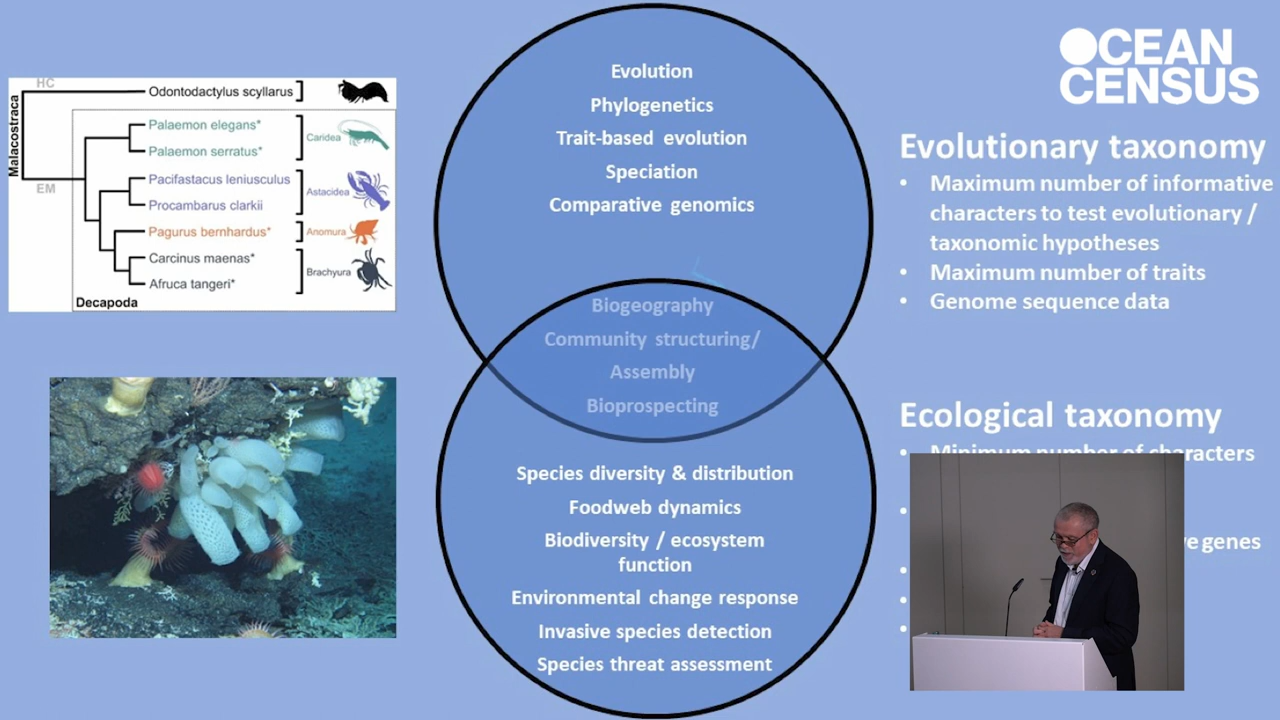 OCEAN
CENSUS
HC
Malacostraca
EM
Odontodactylus scyllarus
Palaemon elegans*
Palaemon serratus*
Caridea
Pacifastacus leniusculus
Procambarus clarkii
Astacidea
Pagurus bernhardus*
Anomura
Carcinus maenas*
Afruca tangeri*
Brachyura
Decapoda
Evolution
Phylogenetics
Trait-based evolution
Speciation
Comparative genomics
Biogeography
Community structuring/
Assembly
Bioprospecting
Species diversity & distribution
Foodweb dynamics
Biodiversity / ecosystem
function
Environmental change response
Invasive species detection
Species threat assessment
Evolutionary taxonomy
• Maximum number of informative
characters to test evolutionary /
taxonomic hypotheses
• Maximum number of traits
• Genome sequence data
Ecological taxonomy
• Minimum number of characters
•
genes
•
•
•